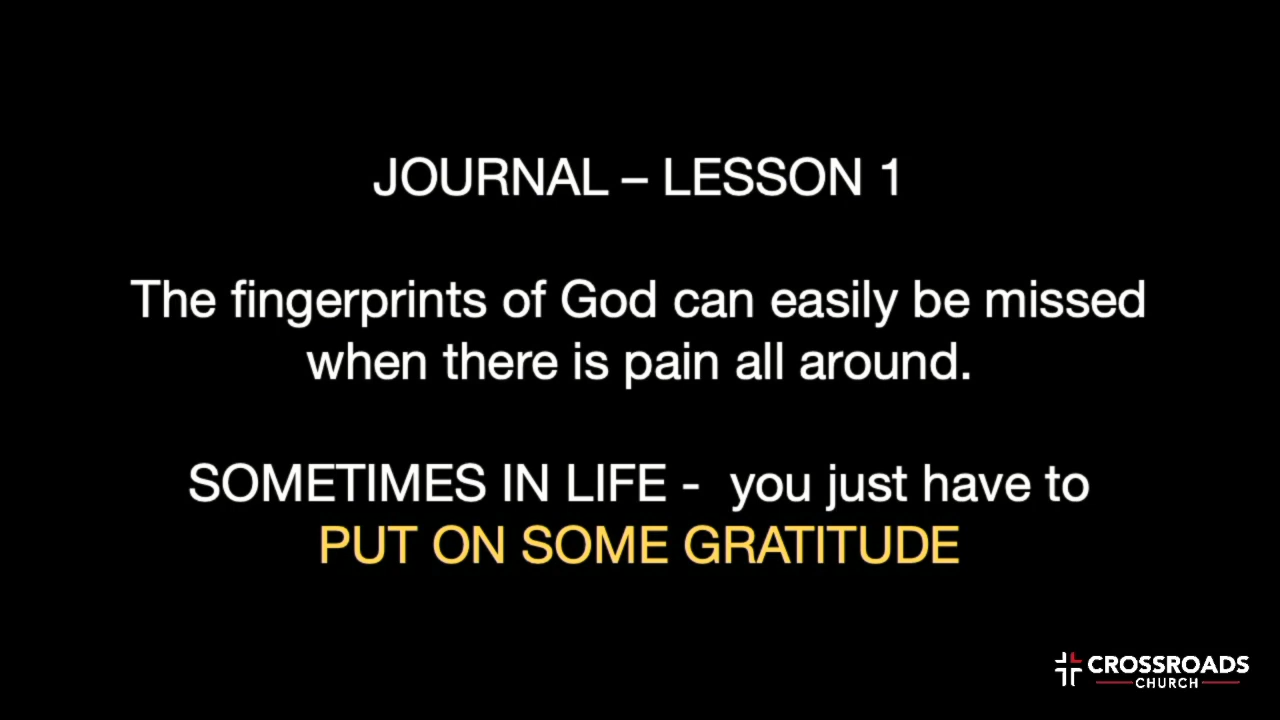 JOURNAL – LESSON 1
The fingerprints of God can easily be missed
when there is pain all around.
SOMETIMES IN LIFE -  you just have to
PUT ON SOME GRATITUDE
CROSSROADS
CHURCH